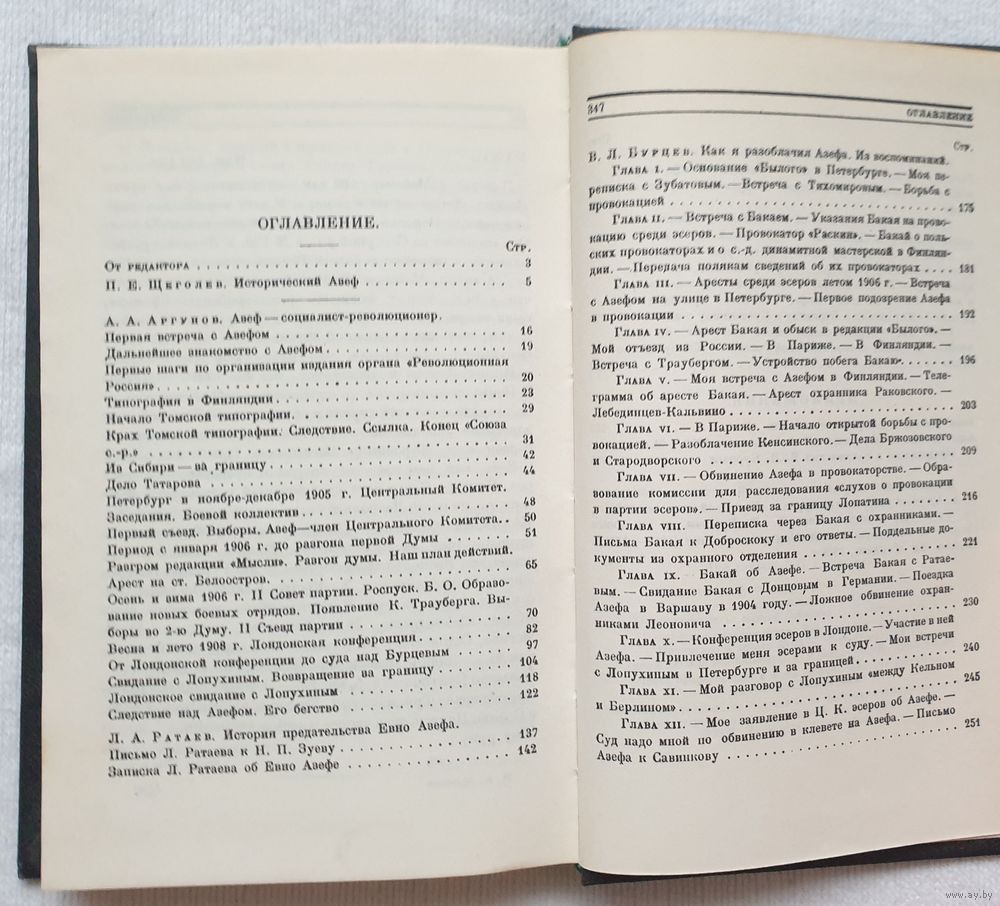 ОГЛАВЛЕНИЕ.
Стр.
От редактора . . . 3
П. Е. Щеголев. Исторический Азеф . . . 5
А. А. Аргунов. Азеф — социалист-революционер.
Первая встреча с Азефом . . . 16
Дальнейшее знакомство с Азефом . . . 19
Первые шаги по организации издания органа «Революционная
Россия» . . . 20
Типография в Финляндии . . . 23
Начало Томской типографии. . . . 29
Крах Томской типографии. Следствие. Ссылка. Конец «Союза
с.-р.» . . . 31
Из Сибири — за границу . . . 42
Дело Татарова . . . 44
Петербург в ноябре-декабре 1905 г. Центральный Комитет.
Заседания. Боевой коллектив . . . 48
Первый съезд. Выборы. Азеф — член Центрального Комитета. . 50
Период с января 1906 г. до разгона первой Думы . . . 51
Разгром редакции «Мысли». Разгон думы. Наш план действий.
Арест на ст. Белоостров. . . . 65
Осень и зима 1906 г. II Совет партии. Роспуск. Б. О. Образо-
вание новых боевых отрядов. Появление К. Трауберга. Вы-
боры во 2-ю Думу. II Съезд партии . . . 70
Весна и лето 1908 г. Лондонская конференция . . . 82
От Лондонской конференции до суда над Бурцевым . . . 97
Свидание с Лопухиным. Возвращение за границу . . . 104
Лондонское свидание с Лопухиным . . . 118
Следствие над Азефом. Его бегство . . . 122
Л. А. Ратаев. История предательства Евно Азефа.
Письмо Л. Ратаева к Н. П. Зуеву . . . 137
Записка Л. Ратаева об Евно Азефе . . . 142
347 ОГЛАВЛЕНИЕ
Стр.
В. Л. Бурцев. Как я разоблачил Азефа. Из воспоминаний.
Глава I. — Основание «Былого» в Петербурге. — Моя пе-
реписка с Зубатовым. — Встреча с Тихомировым. — Борьба с
провокацией . . . 175
Глава II. — Встреча с Бакаем. — Указания Бакая на прово-
кацию среди эсеров. — Провокатор «Раскин». — Бакай о поль-
ских провокаторах и о с.-д. динамитной мастерской в Финлян-
дии. — Передача полякам сведений об их провокаторах . . . . 181
Глава III. — Аресты среди эсеров летом 1906 г. — Встреча
с Азефом на улице в Петербурге. — Первое подозрение Азефа
в провокации . . . 192
Глава IV. — Арест Бакая и обыск в редакции «Былого». —
Мой отъезд из России. — В Париже. — В Финляндии. —
Встреча с Траубергом. — Устройство побега Бакаю. . . . 196
Глава V. — Моя встреча с Азефом в Финляндии. — Теле-
грамма об аресте Бакая. — Арест охранника Раковского. —
Лебединцев-Кальвино . . . 203
Глава VI. — В Париже. — Начало открытой борьбы с про-
вокацией. — Разоблачение Кенсинского. — Дела Бржозовского
и Стародворского . . . 209
Глава VII. — Обвинение Азефа в провокаторстве. — Обра-
зование комиссии для расследования «слухов о провокации
в партии эсеров». — Приезд за границу Лопатина . . . 216
Глава VIII. Переписка через Бакая с охранниками. —
Письма Бакая к Доброскоку и его ответы. — Поддельные до-
кументы из охранного отделения . . . 221
Глава IX. Бакай об Азефе. — Встреча Бакая с Ратае-
вым. — Свидание Бакая с Донцовым в Германии. — Поездка
Азефа в Варшаву в 1904 году. — Ложное обвинение охран-
никами Леоновича . . . 230
Глава X. — Конференция эсеров в Лондоне. — Участие в ней
Азефа. — Привлечение меня эсерами к суду. — Мои встречи
с Лопухиным в Петербурге и за границей. . . . 240
Глава XI. — Мой разговор с Лопухиным «между Кельном
и Берлином». . . . 245
Глава XII. — Мое заявление в Ц. К. эсеров об Азефе. —
Суд надо мной по обвинению в клевете на Азефа. — Письмо
Азефа к Савинкову . . . 251
www.ay.by